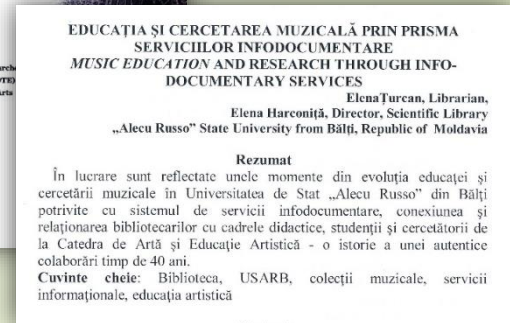 EDUCAȚIA ȘI CERCETAREA MUZICALĂ PRIN PRISMA
SERVICIILOR INFODOCUMENTARE
MUSIC EDUCATION AND RESEARCH THROUGH INFO-
DOCUMENTARY SERVICES
ElenaȚurcan, Librarian,
Elena Harconiță, Director, Scientific Library
„Alecu Russo” State University from Bălți, Republic of Moldavia
Rezumat
În lucrare sunt reflectate unele momente din evoluția educației și
cercetării muzicale în Universitatea de Stat „Alecu Russo” din Bălți
potrivite cu sistemul de servicii infodocumentare, conexiunea și
relaționarea bibliotecarilor cu cadrele didactice, studenții și cercetătorii de
la Catedra de Artă și Educație Artistică - o istorie a unei autentice
colaborări timp de 40 ani.
Cuvinte cheie: Biblioteca, USARB, colecții muzicale, servicii
informaționale, educația artistică